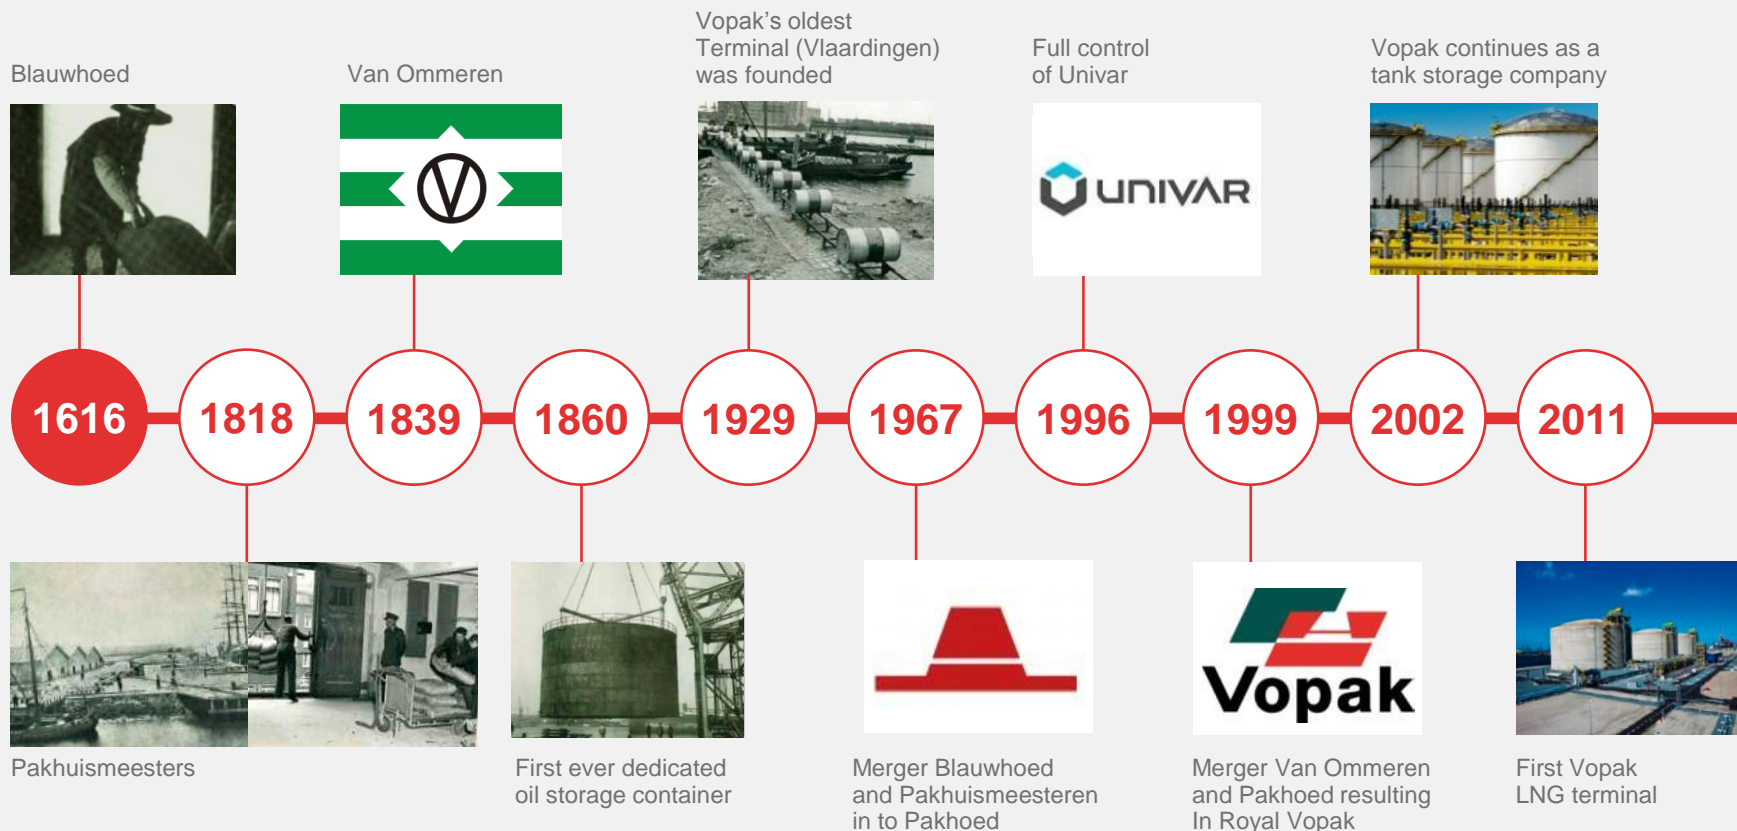 Blauwhoed
Van Ommeren
Vopak’s oldest
Terminal (Vlaardingen)
was founded
Full control
of Univar
UNIVAR
Vopak continues as a
tank storage company
V
1616
1818
1839
1860
1929
1967
1996
1999
2002
2011
Pakhuismeesters
First ever dedicated
oil storage container
Merger Blauwhoed
and Pakhuismeesteren
in to Pakhoed
Vopak
Merger Van Ommeren
and Pakhoed resulting
In Royal Vopak
First Vopak
LNG terminal